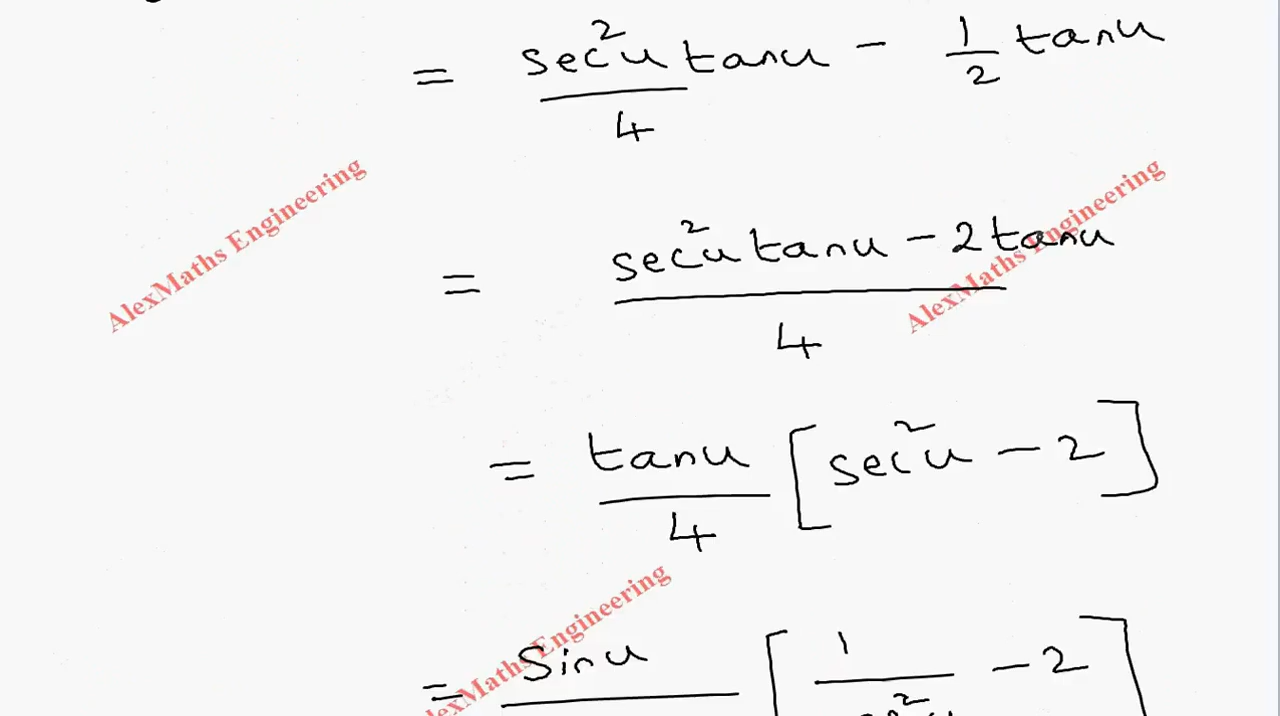 = sec²u/4 tanu - 1/2 tanu
AlexMaths Engineering
AlexMaths Engineering
= sec²u tanu - 2tanu / 4
= tanu/4 [sec²u - 2]
AlexMaths Engineering
= Sinu [1 - 2]